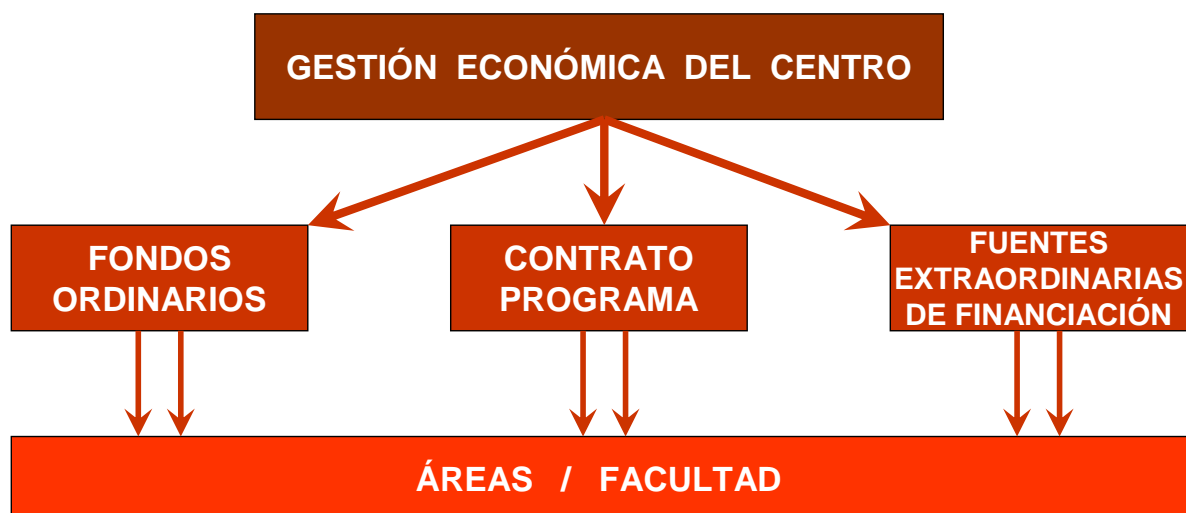 GESTIÓN ECONÓMICA DEL CENTRO
FONDOS
ORDINARIOS
CONTRATO
PROGRAMA
FUENTES
EXTRAORDINARIAS
DE FINANCIACIÓN
ÁREAS / FACULTAD